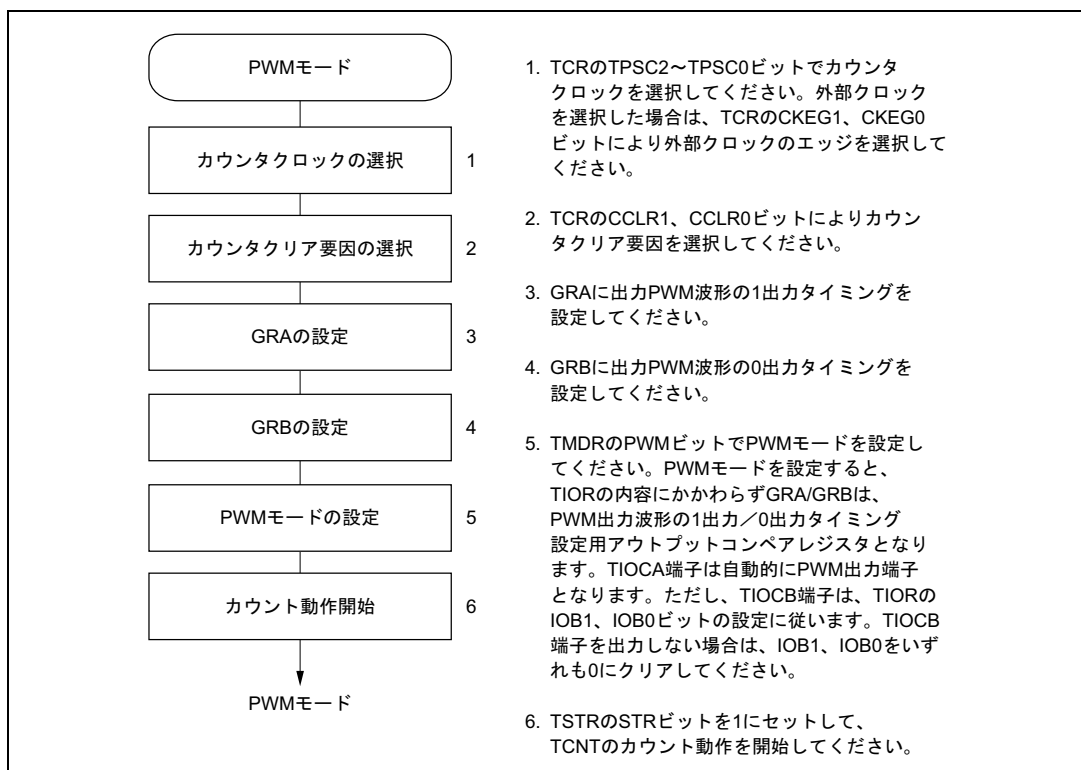 PWMモード
カウンタクロックの選択 1
カウンタクリア要因の選択 2
GRAの設定 3
GRBの設定 4
PWMモードの設定 5
カウント動作開始 6
PWMモード
1. TCRのTPSC2～TPSC0ビットでカウンタ
クロックを選択してください。外部クロック
を選択した場合は、TCRのCKEG1、CKEG0
ビットにより外部クロックのエッジを選択して
ください。
2. TCRのCCLR1、CCLR0ビットによりカウン
タクリア要因を選択してください。
3. GRAに出力PWM波形の1出力タイミングを
設定してください。
4. GRBに出力PWM波形の0出力タイミングを
設定してください。
5. TMDRのPWMビットでPWMモードを設定し
てください。PWMモードを設定すると、
TIORの内容にかかわらずGRA/GRBは、
PWM出力波形の1出力／0出力タイミング
設定用アウトプットコンペアレジスタとなり
ます。TIOCA端子は自動的にPWM出力端子
となります。ただし、TIOCB端子は、TIORの
IOB1、IOB0ビットの設定に従います。TIOCB
端子を出力しない場合は、IOB1、IOB0をいず
れも0にクリアしてください。
6. TSTRのSTRビットを1にセットして、
TCNTのカウント動作を開始してください。